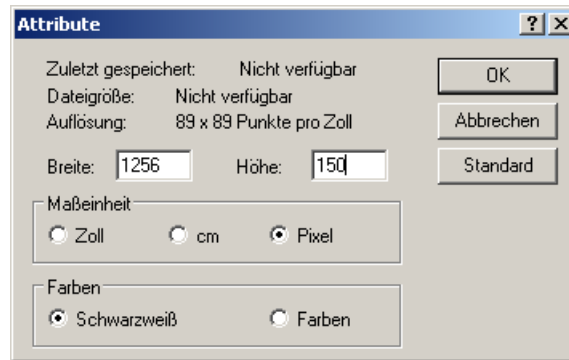 Attribute
Zuletzt gespeichert: Nicht verfügbar
Dateigröße: Nicht verfügbar
Auflösung: 89 x 89 Punkte pro Zoll
Breite: 1256 Höhe: 150
Maßeinheit
Zoll cm Pixel
Farben
Schwarzweiß Farben
OK
Abbrechen
Standard